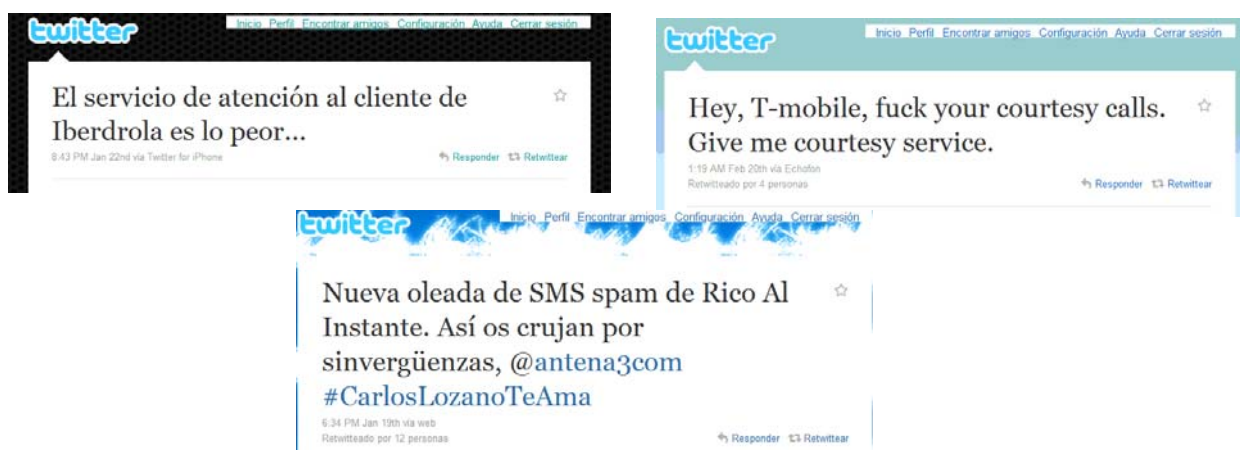 twitter
Inicio Perfil Encontrar amigos Configuración Ayuda Cerrar sesión
El servicio de atención al cliente de
Iberdrola es lo peor...
8:43 PM Jan 22nd via Twitter for iPhone
Responder Retwittear
twitter
Inicio Perfil Encontrar amigos Configuración Ayuda Cerrar sesión
Hey, T-mobile, fuck your courtesy calls.
Give me courtesy service.
1:19 AM Feb 20th via Echofon
Retwitteado por 4 personas
Responder Retwittear
twitter
Inicio Perfil Encontrar amigos Configuración Ayuda Cerrar sesión
Nueva oleada de SMS spam de Rico Al
Instante. Así os crujan por
sinvergüenzas, @antena3com
#CarlosLozanoTeAma
6:34 PM Jan 19th via web
Retwitteado por 12 personas
Responder Retwittear